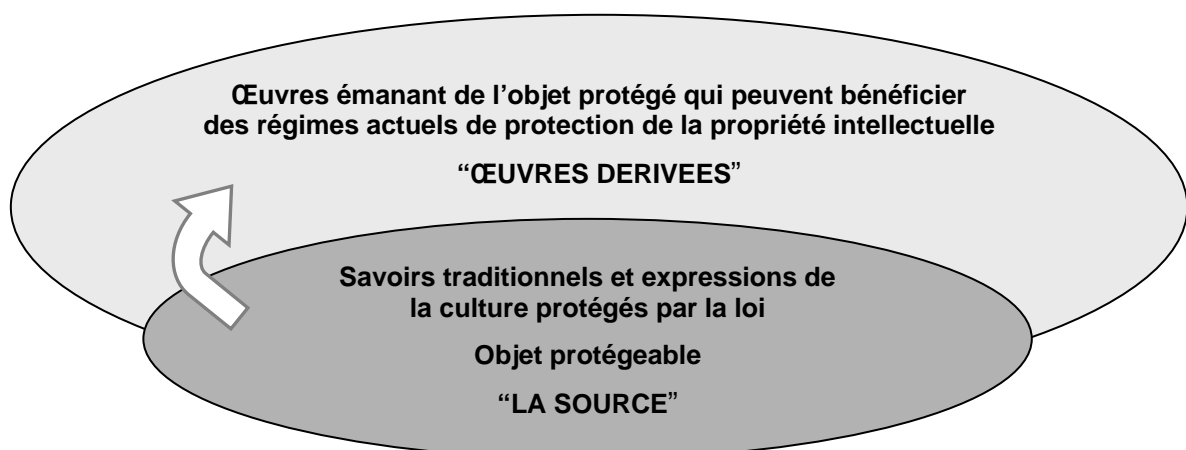 Œuvres émanant de l’objet protégé qui peuvent bénéficier
des régimes actuels de protection de la propriété intellectuelle
“ŒUVRES DERIVEES”
Savoirs traditionnels et expressions de
la culture protégés par la loi
Objet protégeable
“LA SOURCE”